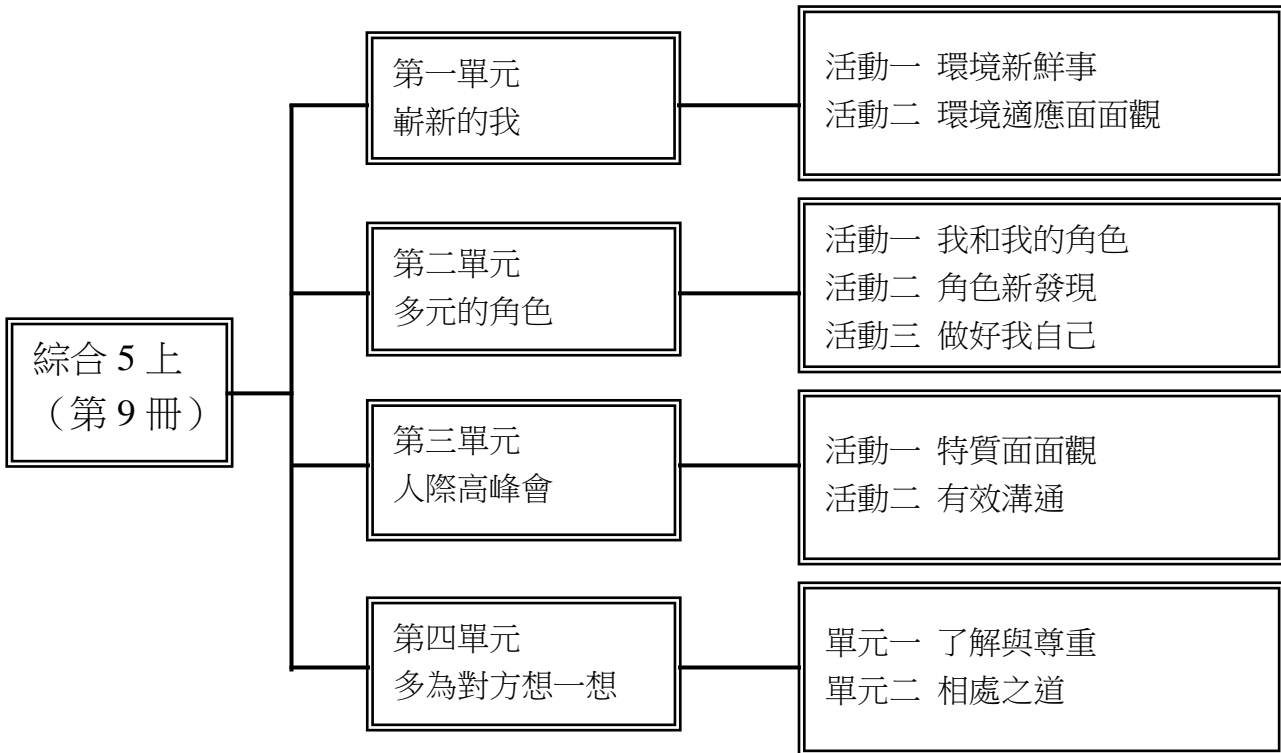 綜合 5 上
（第 9 冊）
第一單元
嶄新的我
活動一 環境新鮮事
活動二 環境適應面面觀
第二單元
多元的角色
活動一 我和我的角色
活動二 角色新發現
活動三 做好我自己
第三單元
人際高峰會
活動一 特質面面觀
活動二 有效溝通
第四單元
多為對方想一想
單元一 了解與尊重
單元二 相處之道